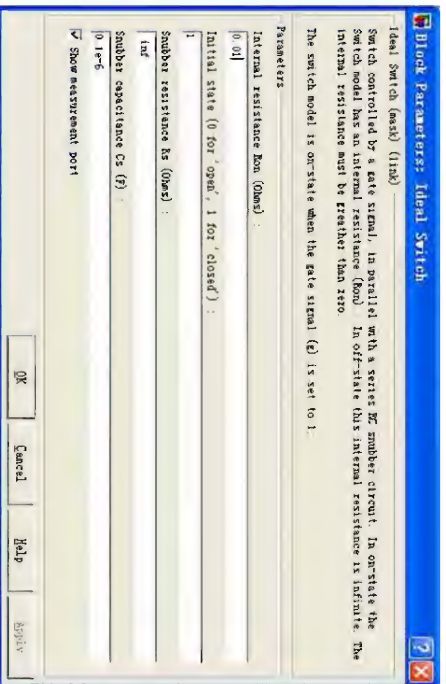 Block Parameters: Ideal Switch
Ideal Switch (mask) (link)
Switch controlled by a gate signal, in parallel with a series RC snubber circuit. In on-state the
Switch model has an internal resistance (Ron). In off-state this internal resistance is infinite. The
internal resistance must be greather than zero.
The switch model is on-state when the gate signal (g) is set to 1.
Parameters
Internal resistance Ron (Ohms) :
0.01
Initial state (0 for 'open', 1 for 'closed') :
1
Snubber resistance Rs (Ohms) :
inf
Snubber capacitance Cs (F) :
0.1e-6
Show measurement port
OK
Cancel
Help
Apply